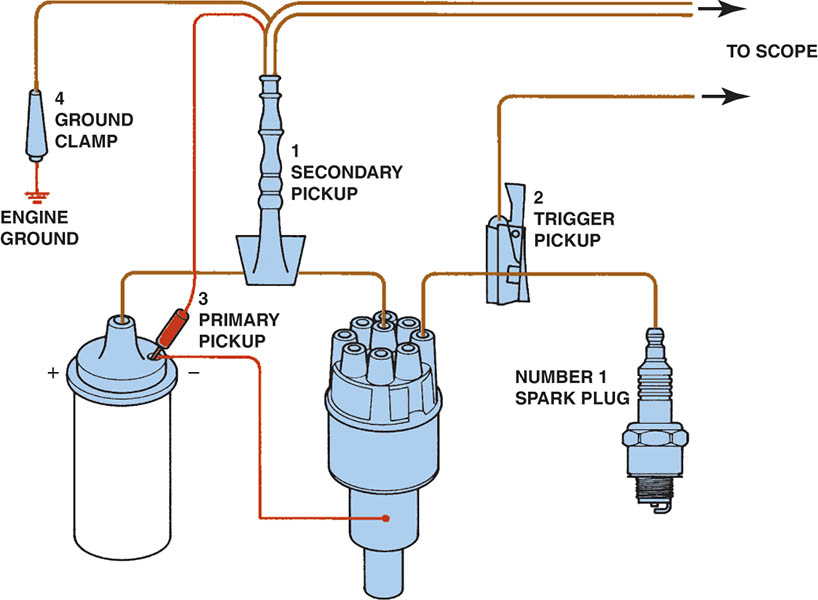 TO SCOPE
4
GROUND
CLAMP
1
SECONDARY
PICKUP
2
TRIGGER
PICKUP
ENGINE
GROUND
3
PRIMARY
PICKUP
+
−
NUMBER 1
SPARK PLUG